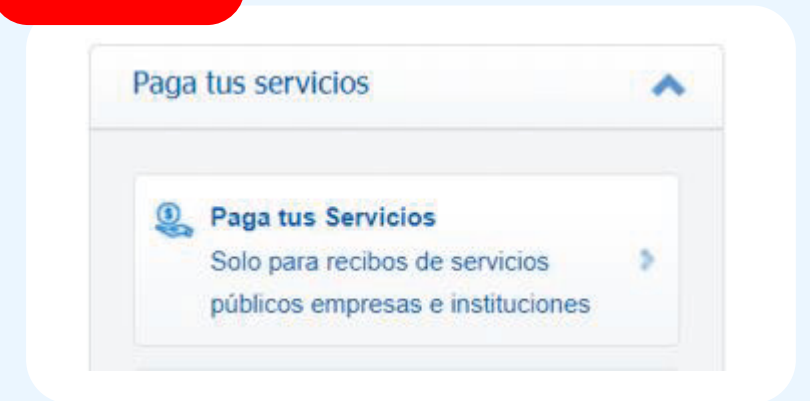 Paga tus servicios
Paga tus Servicios
Solo para recibos de servicios
públicos empresas e instituciones